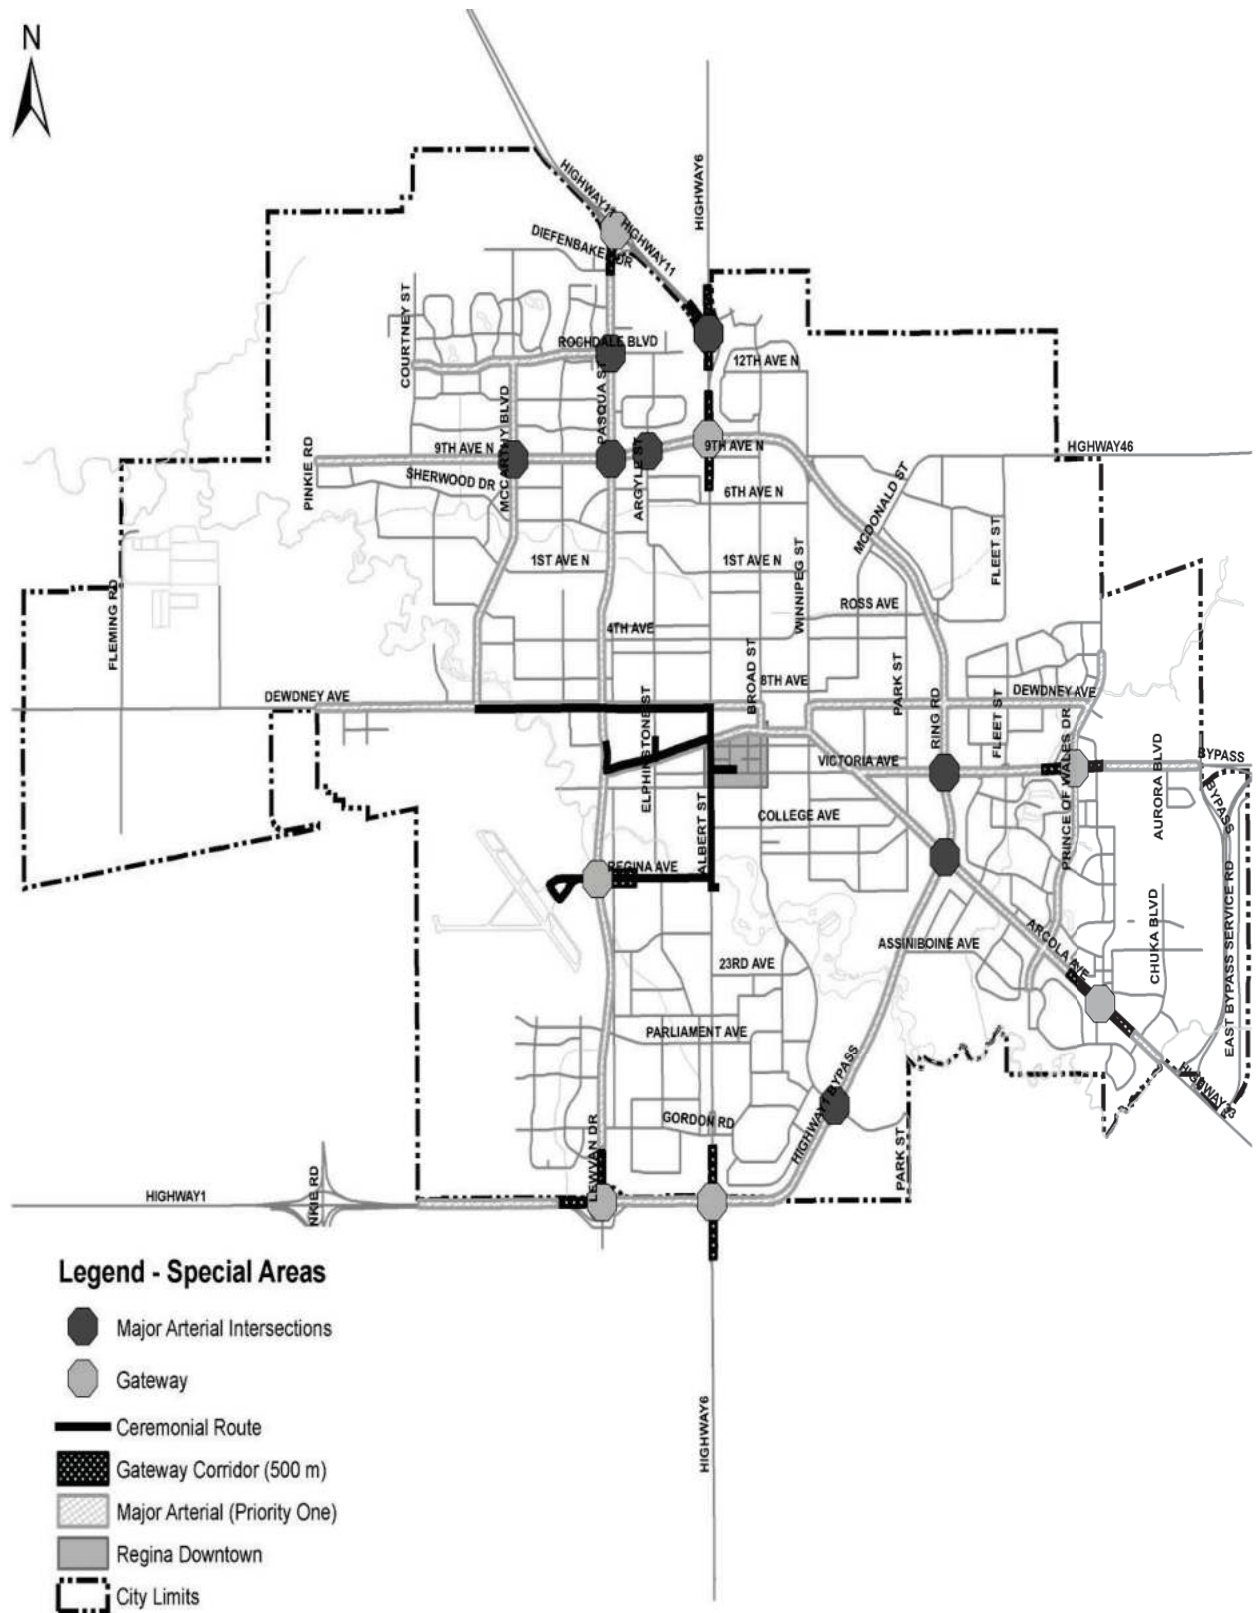 N
HIGHWAY11
HIGHWAY6
HIGHWAY11
DIEFENBAKER DR
COURTNEY ST
ROCHDALE BLVD
12TH AVE N
PASQUA ST
MCCARTHY BLVD
9TH AVE N
9TH AVE N
HGHWAY46
PINKIE RD
SHERWOOD DR
ARGYLE ST
6TH AVE N
MCDONALD ST
1ST AVE N
1ST AVE N
FLEET ST
WINNIPEG ST
FLEMING RD
ROSS AVE
4TH AVE
BROAD ST
8TH AVE
PARK ST
DEWDNEY AVE
DEWDNEY AVE
ELPHINSTONE ST
RING RD
FLEET ST
PRINCE OF WALES DR
VICTORIA AVE
AURORA BLVD
BYPASS
BYPASS
ALBERT ST
COLLEGE AVE
REGINA AVE
ASSINIBOINE AVE
ARCOLA AVE
CHUKA BLVD
EAST BYPASS SERVICE RD
23RD AVE
PARLIAMENT AVE
HIGHWAY1 BYPASS
HIGHWAY33
GORDON RD
LEWVAN DR
PARK ST
HIGHWAY1
NKIE RD
HIGHWAY6
Legend - Special Areas
Major Arterial Intersections
Gateway
Ceremonial Route
Gateway Corridor (500 m)
Major Arterial (Priority One)
Regina Downtown
City Limits